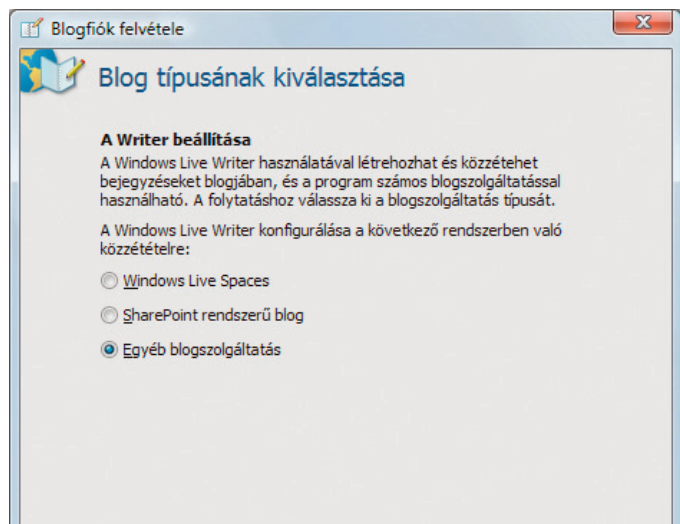 Blogfiók felvétele
Blog típusának kiválasztása
A Writer beállítása
A Windows Live Writer használatával létrehozhat és közzétehet
bejegyzéseket blogjában, és a program számos blogszolgáltatással
használható. A folytatáshoz válassza ki a blogszolgáltatás típusát.
A Windows Live Writer konfigurálása a következő rendszerben való
közzétételre:
Windows Live Spaces
SharePoint rendszerű blog
Egyéb blogszolgáltatás